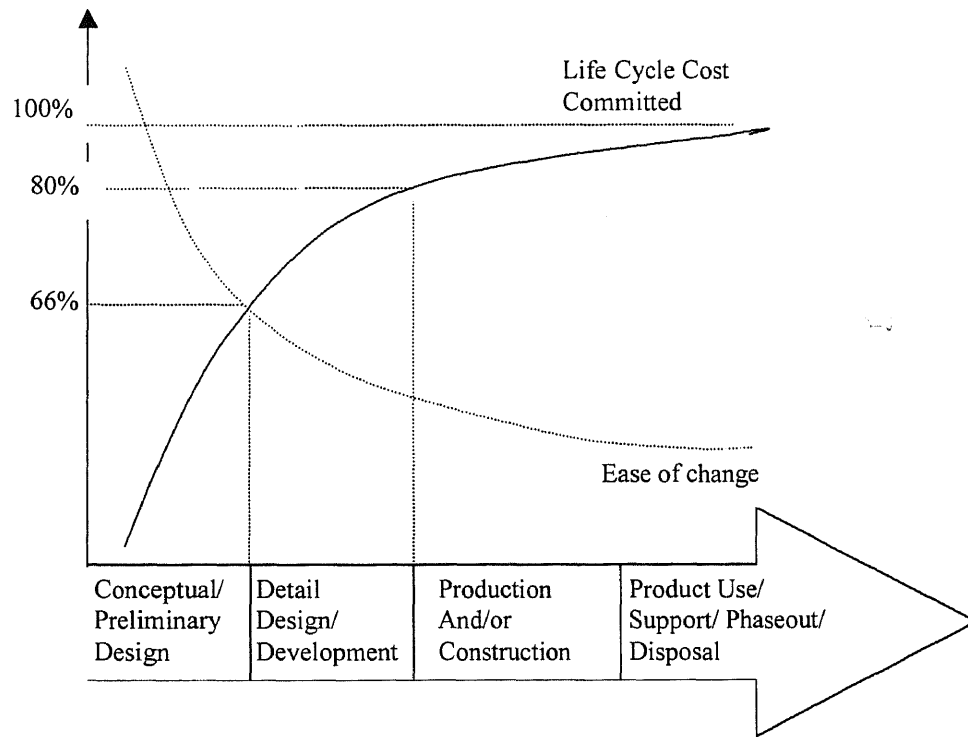 Life Cycle Cost
Committed
100%
80%
66%
Ease of change
Conceptual/
Preliminary
Design
Detail
Design/
Development
Production
And/or
Construction
Product Use/
Support/ Phaseout/
Disposal